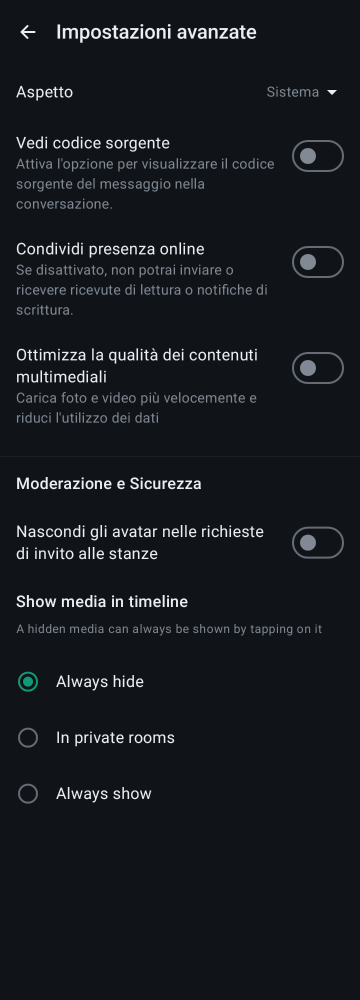 Impostazioni avanzate
Aspetto
Sistema
Vedi codice sorgente
Attiva l'opzione per visualizzare il codice
sorgente del messaggio nella
conversazione.
Condividi presenza online
Se disattivato, non potrai inviare o
ricevere ricevute di lettura o notifiche di
scrittura.
Ottimizza la qualità dei contenuti
multimediali
Carica foto e video più velocemente e
riduci l'utilizzo dei dati
Moderazione e Sicurezza
Nascondi gli avatar nelle richieste
di invito alle stanze
Show media in timeline
A hidden media can always be shown by tapping on it
Always hide
In private rooms
Always show